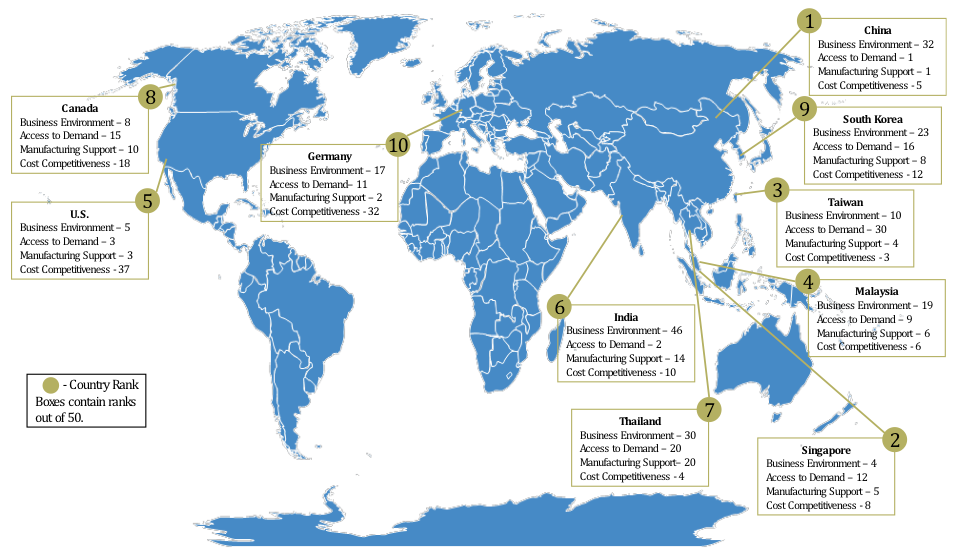 1
China
Business Environment – 32
Access to Demand – 1
Manufacturing Support – 1
Cost Competitiveness - 5
8
Canada
Business Environment – 8
Access to Demand – 15
Manufacturing Support – 10
Cost Competitiveness - 18
9
South Korea
Business Environment – 23
Access to Demand – 16
Manufacturing Support – 8
Cost Competitiveness - 12
10
Germany
Business Environment – 17
Access to Demand– 11
Manufacturing Support – 2
Cost Competitiveness - 32
5
U.S.
Business Environment – 5
Access to Demand – 3
Manufacturing Support – 3
Cost Competitiveness - 37
3
Taiwan
Business Environment – 10
Access to Demand – 30
Manufacturing Support – 4
Cost Competitiveness - 3
4
Malaysia
Business Environment – 19
Access to Demand – 9
Manufacturing Support – 6
Cost Competitiveness - 6
6
India
Business Environment – 46
Access to Demand – 2
Manufacturing Support – 14
Cost Competitiveness - 10
- Country Rank
Boxes contain ranks
out of 50.
7
Thailand
Business Environment – 30
Access to Demand – 20
Manufacturing Support– 20
Cost Competitiveness - 4
2
Singapore
Business Environment – 4
Access to Demand – 12
Manufacturing Support – 5
Cost Competitiveness - 8